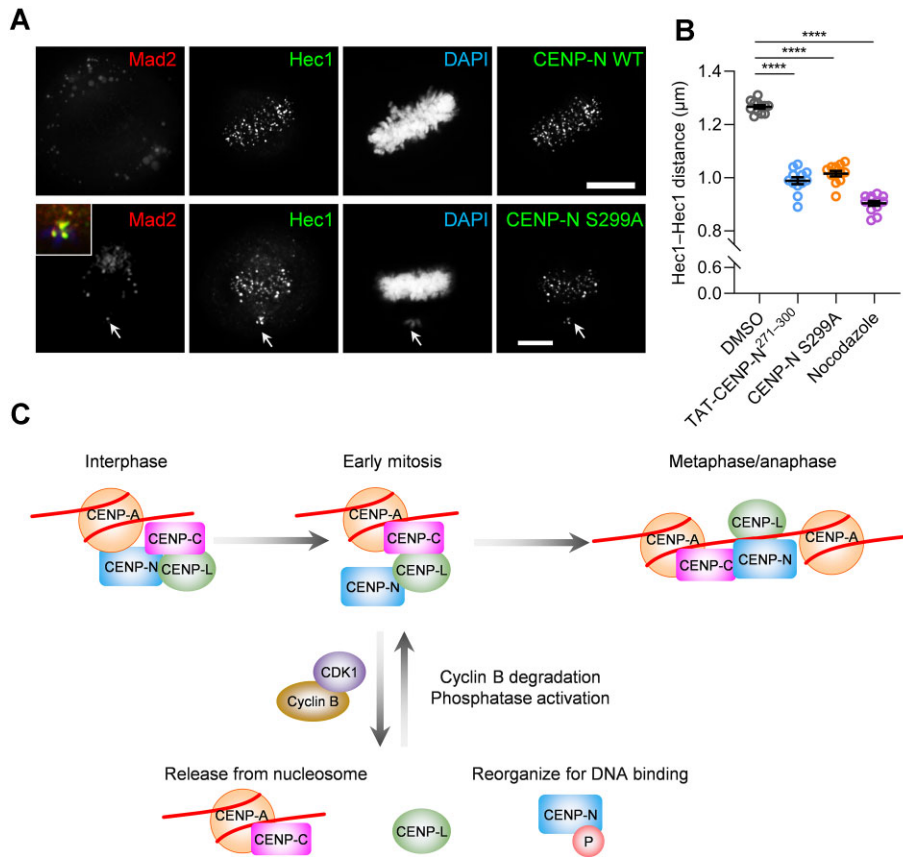 A
Mad2
Hec1
DAPI
CENP-N WT
Mad2
Hec1
DAPI
CENP-N S299A
B
****
****
****
Hec1–Hec1 distance (μm)
1.4
1.2
1.0
0.8
0.6
0.0
DMSO
TAT-CENP-N271–300
CENP-N S299A
Nocodazole
C
Interphase
Early mitosis
Metaphase/anaphase
CENP-A
CENP-C
CENP-N
CENP-L
CENP-A
CENP-C
CENP-L
CENP-N
CENP-L
CENP-A
CENP-A
CENP-C
CENP-N
CDK1
Cyclin B
Cyclin B degradation
Phosphatase activation
Release from nucleosome
Reorganize for DNA binding
CENP-A
CENP-C
CENP-L
CENP-N
P